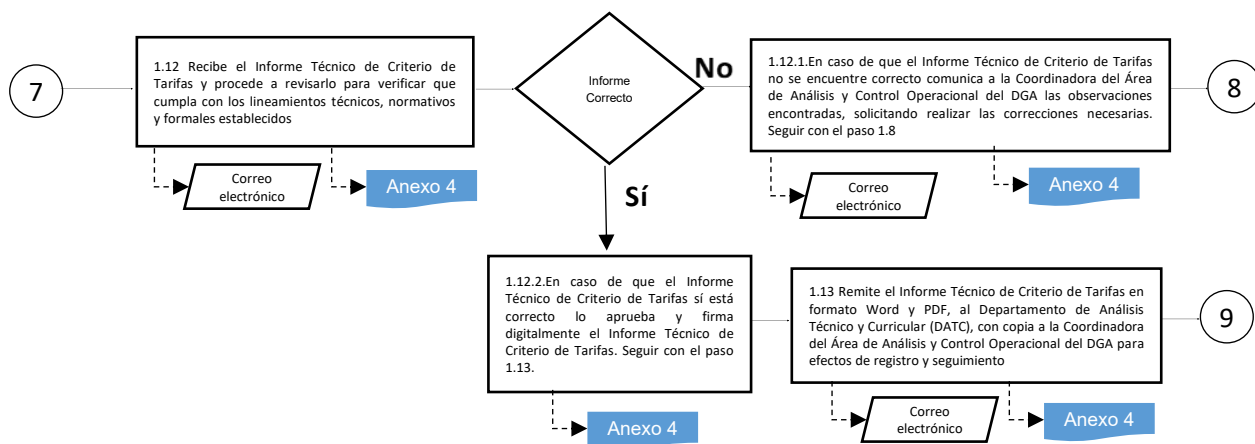 7
1.12 Recibe el Informe Técnico de Criterio de
Tarifas y procede a revisarlo para verificar que
cumpla con los lineamientos técnicos, normativos
y formales establecidos
Correo
electrónico
Anexo 4
Informe
Correcto
No
Sí
1.12.1.En caso de que el Informe Técnico de Criterio de Tarifas
no se encuentre correcto comunica a la Coordinadora del Área
de Análisis y Control Operacional del DGA las observaciones
encontradas, solicitando realizar las correcciones necesarias.
Seguir con el paso 1.8
Correo
electrónico
Anexo 4
8
1.12.2.En caso de que el Informe
Técnico de Criterio de Tarifas sí está
correcto lo aprueba y firma
digitalmente el Informe Técnico de
Criterio de Tarifas. Seguir con el paso
1.13.
Anexo 4
1.13 Remite el Informe Técnico de Criterio de Tarifas en
formato Word y PDF, al Departamento de Análisis
Técnico y Curricular (DATC), con copia a la Coordinadora
del Área de Análisis y Control Operacional del DGA para
efectos de registro y seguimiento
Correo
electrónico
Anexo 4
9